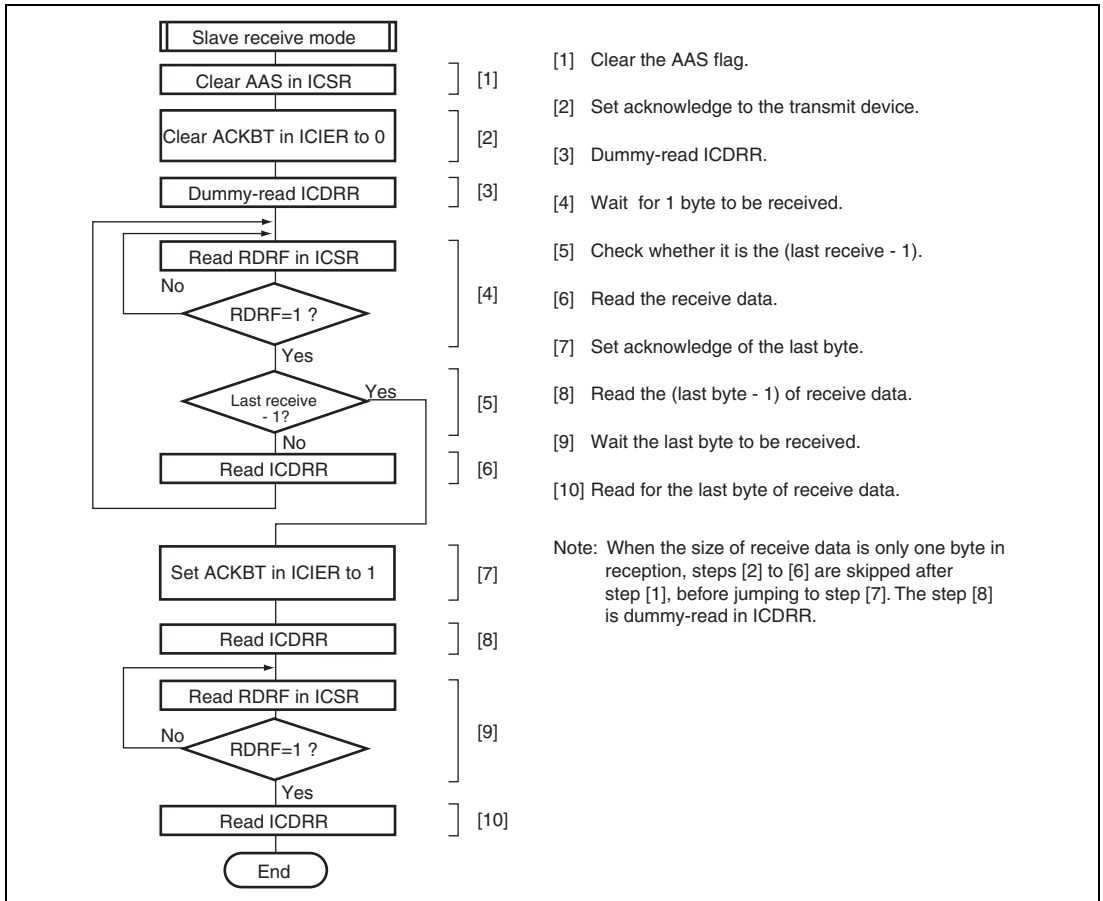 Slave receive mode
Clear AAS in ICSR
[1]
Clear ACKBT in ICIER to 0
[2]
Dummy-read ICDRR
[3]
Read RDRF in ICSR
No
RDRF=1 ?
[4]
Yes
Last receive
- 1?
Yes
[5]
No
Read ICDRR
[6]
Set ACKBT in ICIER to 1
[7]
Read ICDRR
[8]
Read RDRF in ICSR
No
RDRF=1 ?
[9]
Yes
Read ICDRR
[10]
End
[1] Clear the AAS flag.
[2] Set acknowledge to the transmit device.
[3] Dummy-read ICDRR.
[4] Wait for 1 byte to be received.
[5] Check whether it is the (last receive - 1).
[6] Read the receive data.
[7] Set acknowledge of the last byte.
[8] Read the (last byte - 1) of receive data.
[9] Wait the last byte to be received.
[10] Read for the last byte of receive data.
Note: When the size of receive data is only one byte in
reception, steps [2] to [6] are skipped after
step [1], before jumping to step [7]. The step [8]
is dummy-read in ICDRR.